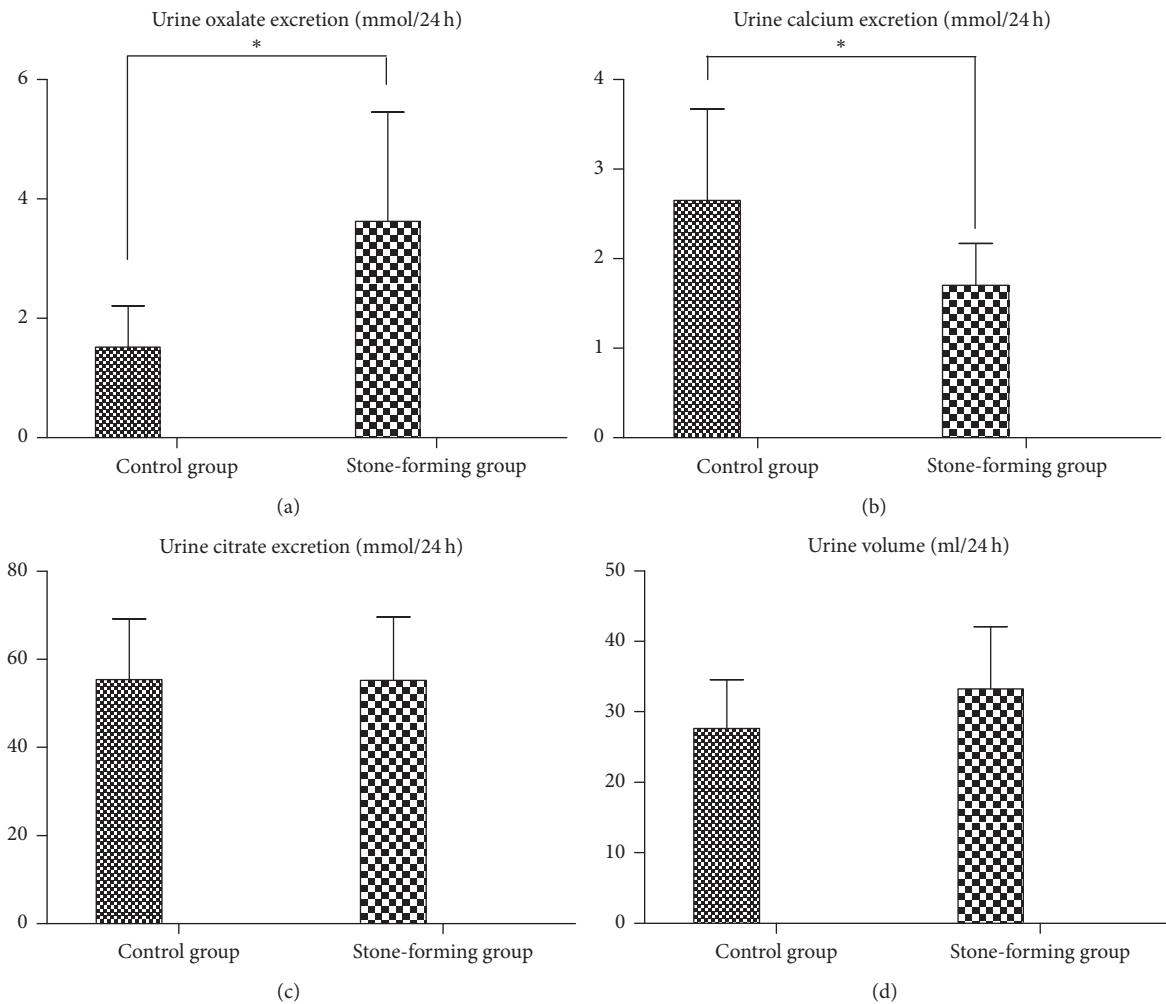 Urine oxalate excretion (mmol/24 h)
*
6
4
2
0
Control group Stone-forming group
(a)
Urine calcium excretion (mmol/24 h)
*
4
3
2
1
0
Control group Stone-forming group
(b)
Urine citrate excretion (mmol/24 h)
80
60
40
20
0
Control group Stone-forming group
(c)
Urine volume (ml/24 h)
50
40
30
20
10
0
Control group Stone-forming group
(d)